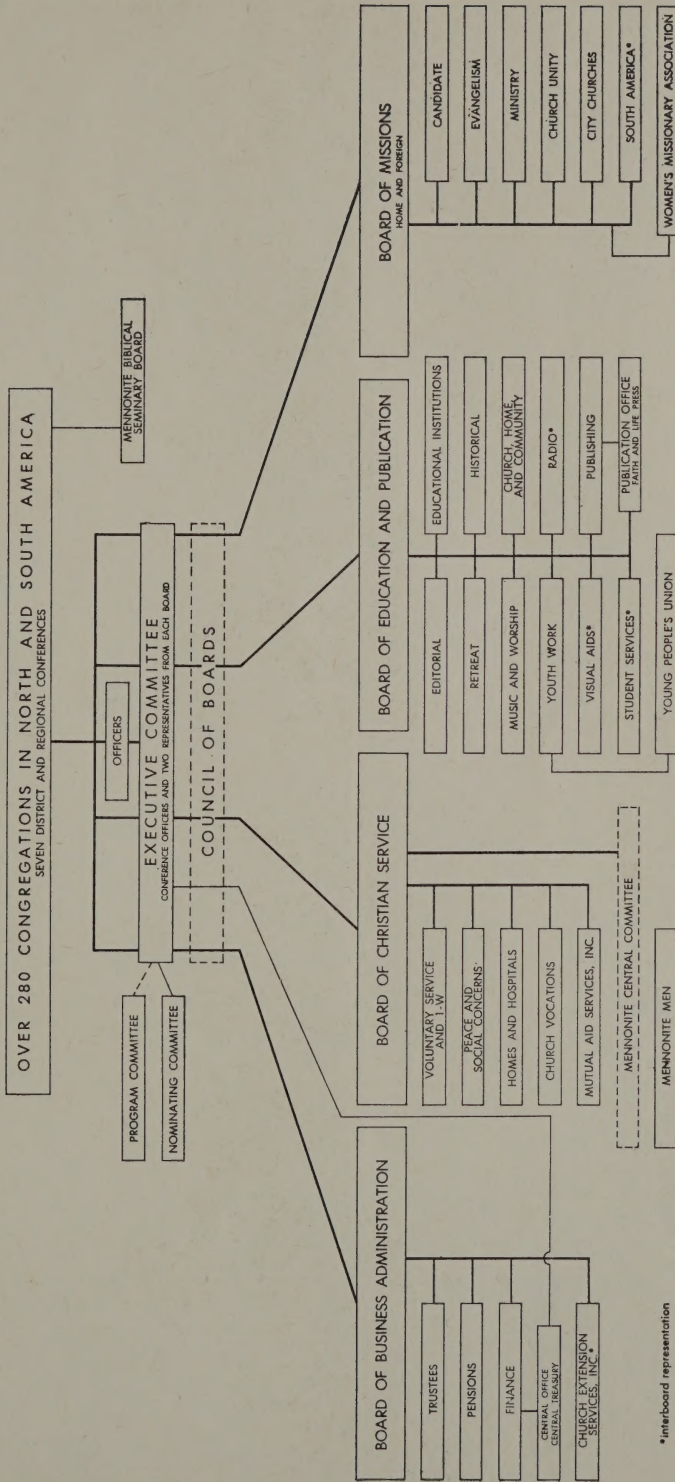 OVER 280 CONGREGATIONS IN NORTH AND SOUTH AMERICA
SEVEN DISTRICT AND REGIONAL CONFERENCES
MENNONITE BIBLICAL
SEMINARY BOARD
OFFICERS
EXECUTIVE COMMITTEE
CONFERENCE OFFICERS AND TWO REPRESENTATIVES FROM EACH BOARD
COUNCIL OF BOARDS
PROGRAM COMMITTEE
NOMINATING COMMITTEE
BOARD OF BUSINESS ADMINISTRATION
TRUSTEES
PENSIONS
FINANCE
CENTRAL OFFICE
CENTRAL TREASURY
CHURCH EXTENSION
SERVICES, INC.*
BOARD OF CHRISTIAN SERVICE
VOLUNTARY SERVICE
AND 1-W
PEACE AND
SOCIAL CONCERNS
HOMES AND HOSPITALS
CHURCH VOCATIONS
MUTUAL AID SERVICES, INC.
MENNONITE CENTRAL COMMITTEE
MENNONITE MEN
BOARD OF EDUCATION AND PUBLICATION
EDITORIAL
RETREAT
MUSIC AND WORSHIP
YOUTH WORK
VISUAL AIDS*
STUDENT SERVICES*
EDUCATIONAL INSTITUTIONS
HISTORICAL
CHURCH, HOME,
AND COMMUNITY
RADIO*
PUBLISHING
PUBLICATION OFFICE
FAITH AND LIFE PRESS
YOUNG PEOPLE'S UNION
BOARD OF MISSIONS
HOME AND FOREIGN
CANDIDATE
EVANGELISM
MINISTRY
CHURCH UNITY
CITY CHURCHES
SOUTH AMERICA*
WOMEN'S MISSIONARY ASSOCIATION
*interboard representation